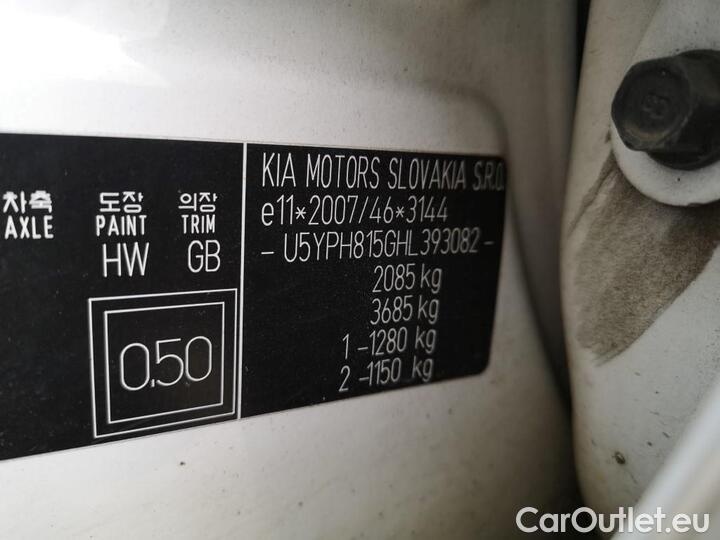 차축 도장 의장
AXLE PAINT TRIM
HW GB
0.50
KIA MOTORS SLOVAKIA S.R.O.
e11*2007/46*3144
- U5YPH815GHL393082 -
2085 kg
3685 kg
1 -1280 kg
2 -1150 kg
CarOutlet.eu